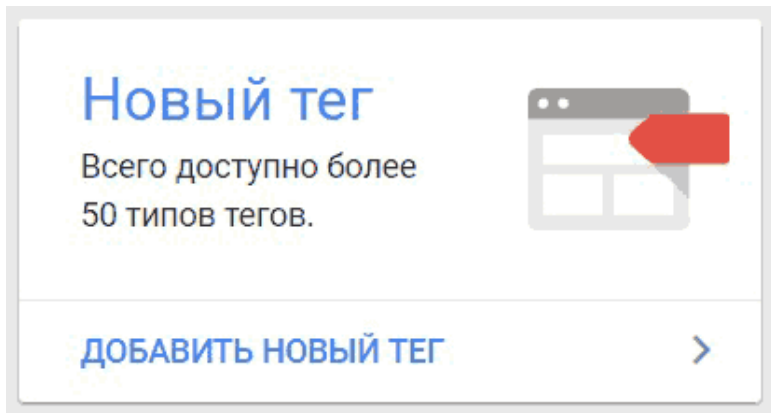 Новый тег
Всего доступно более
50 типов тегов.
ДОБАВИТЬ НОВЫЙ ТЕГ